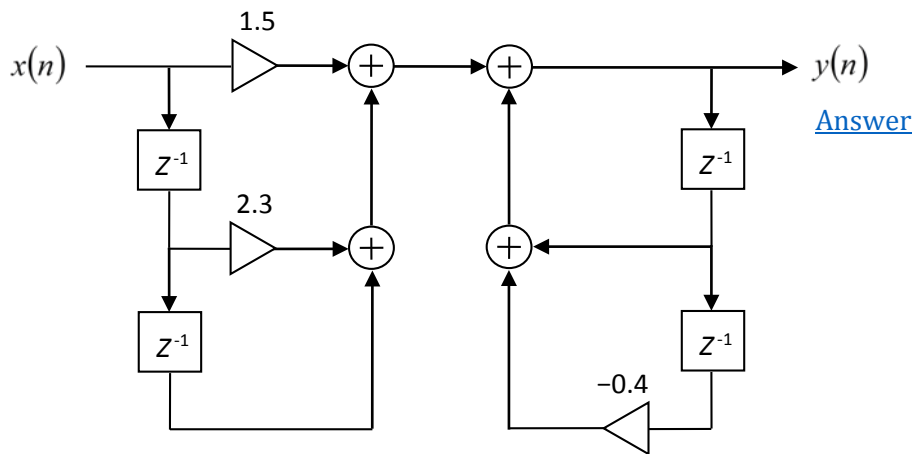 1.5
x(n)
+
+
y(n)
Answer
Z⁻¹
Z⁻¹
2.3
+
+
Z⁻¹
Z⁻¹
−0.4